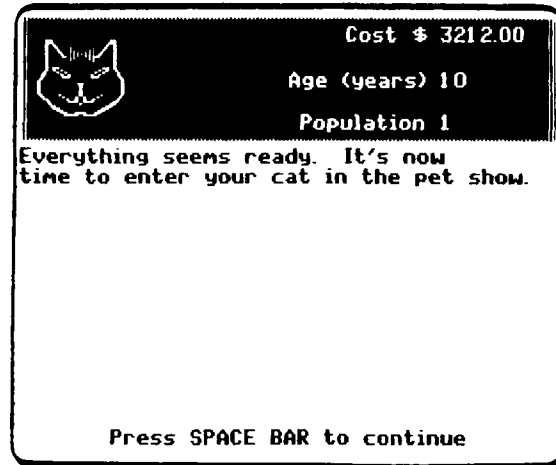 Cost $ 3212.00
Age (years) 10
Population 1
Everything seems ready. It's now
time to enter your cat in the pet show.
Press SPACE BAR to continue